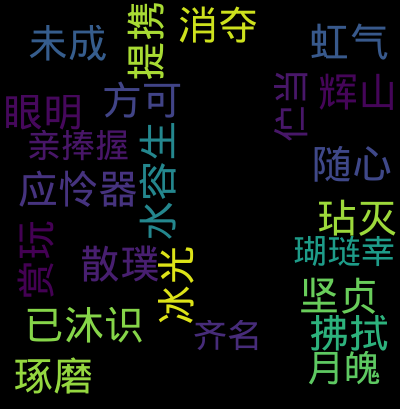 未成
提携
消夺
虹气
眼明
方可
辉山
亲捧握
水容生
随心
应怜器
玷灭
赏玩
散璞
冰光
瑚琏幸
坚贞
已沐识
齐名
拂拭
琢磨
月魄